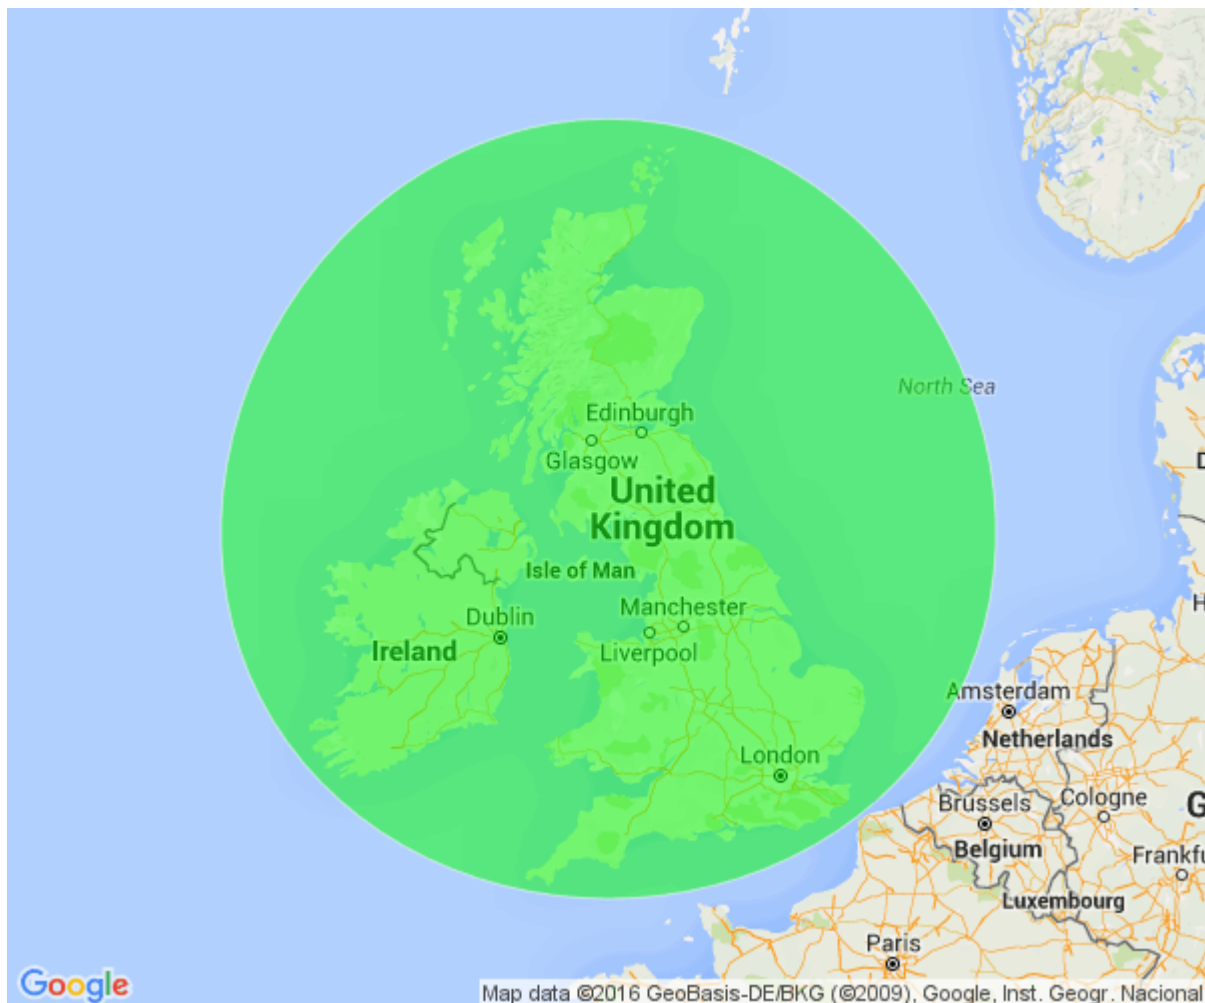 North Sea
Edinburgh
Glasgow
United
Kingdom
Isle of Man
Manchester
Dublin
Ireland
Liverpool
Amsterdam
Netherlands
London
Brussels
Cologne
Belgium
Frankfu
Luxembourg
Paris
Google
Map data ©2016 GeoBasis-DE/BKG (©2009), Google, Inst. Geogr. Nacional